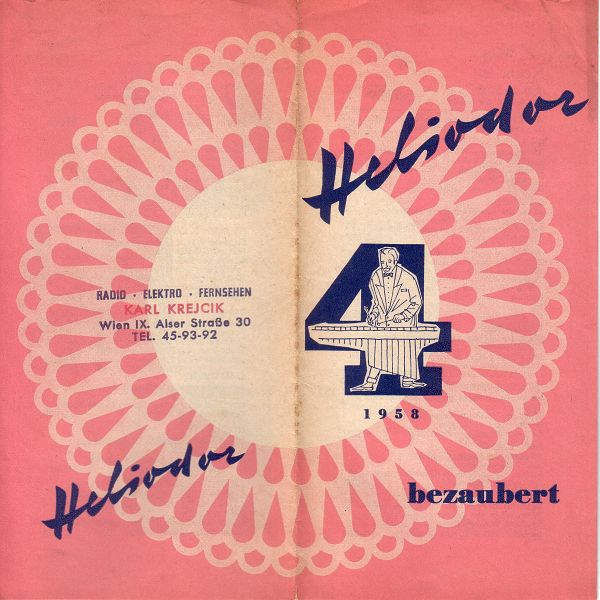 Heliodor
4
1958
bezaubert
RADIO · ELEKTRO · FERNSEHEN
KARL KREJCIK
Wien IX. Alser Straße 30
TEL. 45-93-92
Heliodor